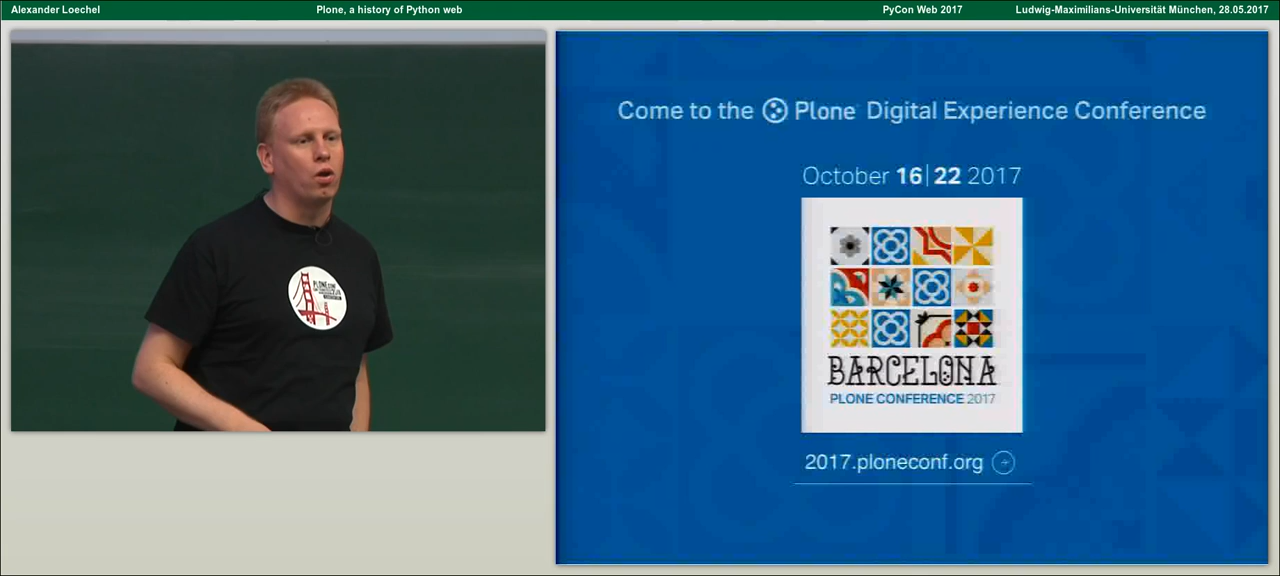 Alexander Loechel
Plone, a history of Python web
PyCon Web 2017
Ludwig-Maximilians-Universität München, 28.05.2017
Come to the Plone Digital Experience Conference
October 16|22 2017
BARCELONA
PLONE CONFERENCE 2017
2017.ploneconf.org
PLONE